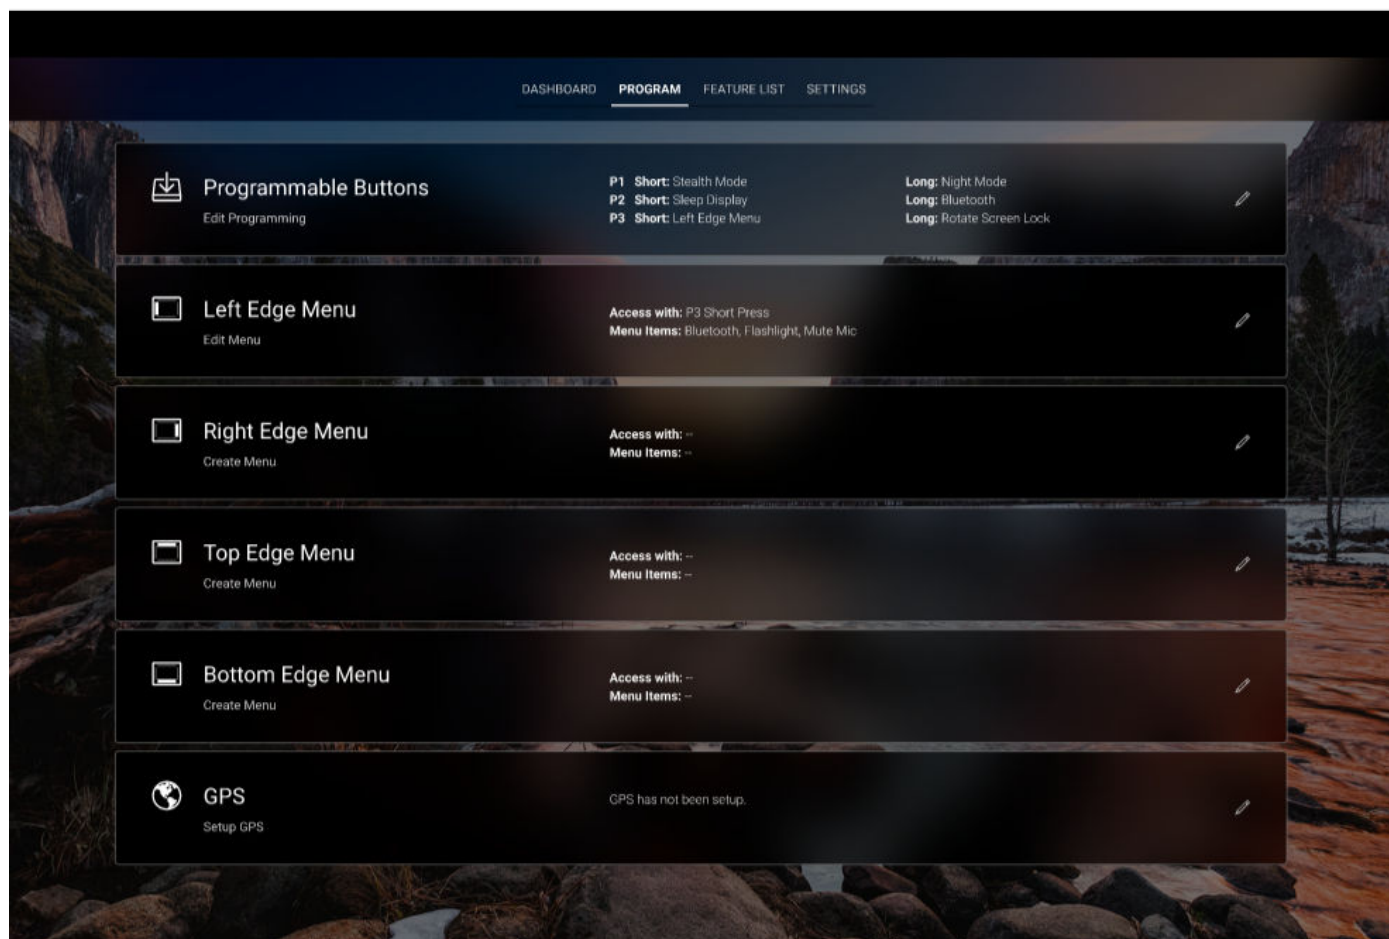 DASHBOARD PROGRAM FEATURE LIST SETTINGS
Programmable Buttons
Edit Programming
P1 Short: Stealth Mode Long: Night Mode
P2 Short: Sleep Display Long: Bluetooth
P3 Short: Left Edge Menu Long: Rotate Screen Lock
Left Edge Menu
Edit Menu
Access with: P3 Short Press
Menu Items: Bluetooth, Flashlight, Mute Mic
Right Edge Menu
Create Menu
Access with: --
Menu Items: --
Top Edge Menu
Create Menu
Access with: --
Menu Items: --
Bottom Edge Menu
Create Menu
Access with: --
Menu Items: --
GPS
Setup GPS
GPS has not been setup.